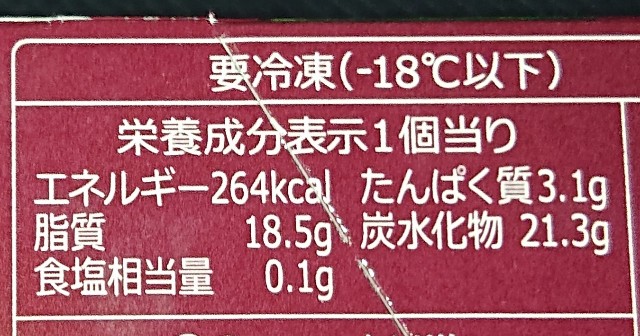 要冷凍(-18℃以下)
栄養成分表示1個当り
エネルギー264kcal たんぱく質3.1g
脂質 18.5g 炭水化物 21.3g
食塩相当量 0.1g